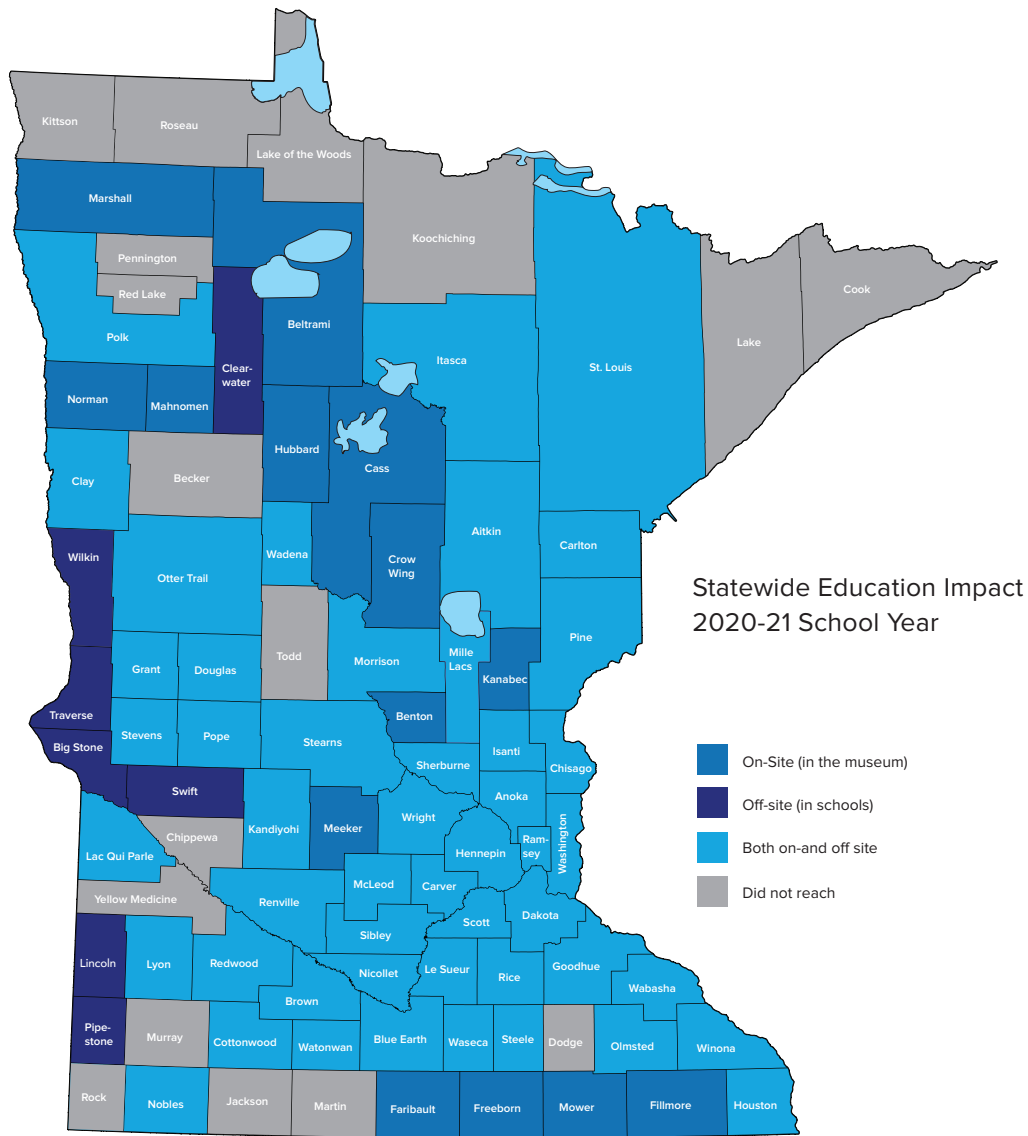 Kittson
Roseau
Lake of the Woods
Marshall
Koochiching
Pennington
Red Lake
Polk
Beltrami
Clear-
water
Itasca
St. Louis
Lake
Cook
Norman
Mahnomen
Hubbard
Cass
Clay
Becker
Wadena
Crow
Wing
Aitkin
Carlton
Wilkin
Otter Trail
Todd
Morrison
Mille
Lacs
Kanabec
Pine
Statewide Education Impact
2020-21 School Year
Grant
Douglas
Traverse
Big Stone
Stevens
Pope
Stearns
Benton
Sherburne
Isanti
Chisago
Swift
Kandiyohi
Meeker
Wright
Anoka
Hennepin
Ram-
sey
Washington
On-Site (in the museum)
Off-site (in schools)
Both on-and off site
Did not reach
Chippewa
Lac Qui Parle
Yellow Medicine
Renville
McLeod
Carver
Scott
Dakota
Sibley
Lincoln
Lyon
Redwood
Nicollet
Le Sueur
Rice
Goodhue
Wabasha
Brown
Pipe-
stone
Murray
Cottonwood
Watonwan
Blue Earth
Waseca
Steele
Dodge
Olmsted
Winona
Rock
Nobles
Jackson
Martin
Faribault
Freeborn
Mower
Fillmore
Houston